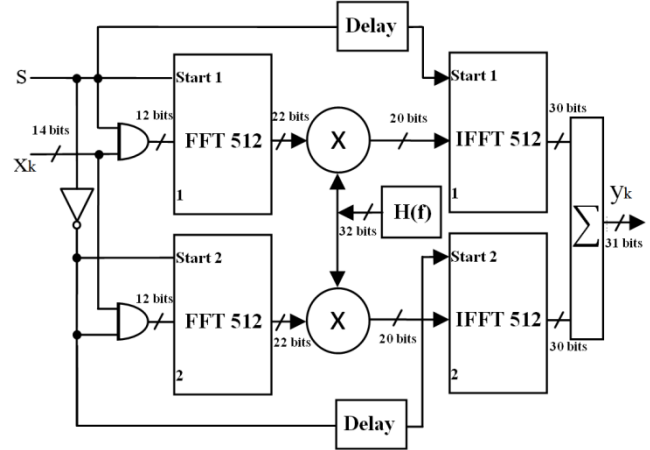 Delay
S
Start 1
Start 1
12 bits
22 bits
20 bits
30 bits
14 bits
FFT 512
X
IFFT 512
Xk
1
1
yk
H(f)
32 bits
Σ
31 bits
Start 2
Start 2
12 bits
FFT 512
X
IFFT 512
22 bits
20 bits
30 bits
2
2
Delay